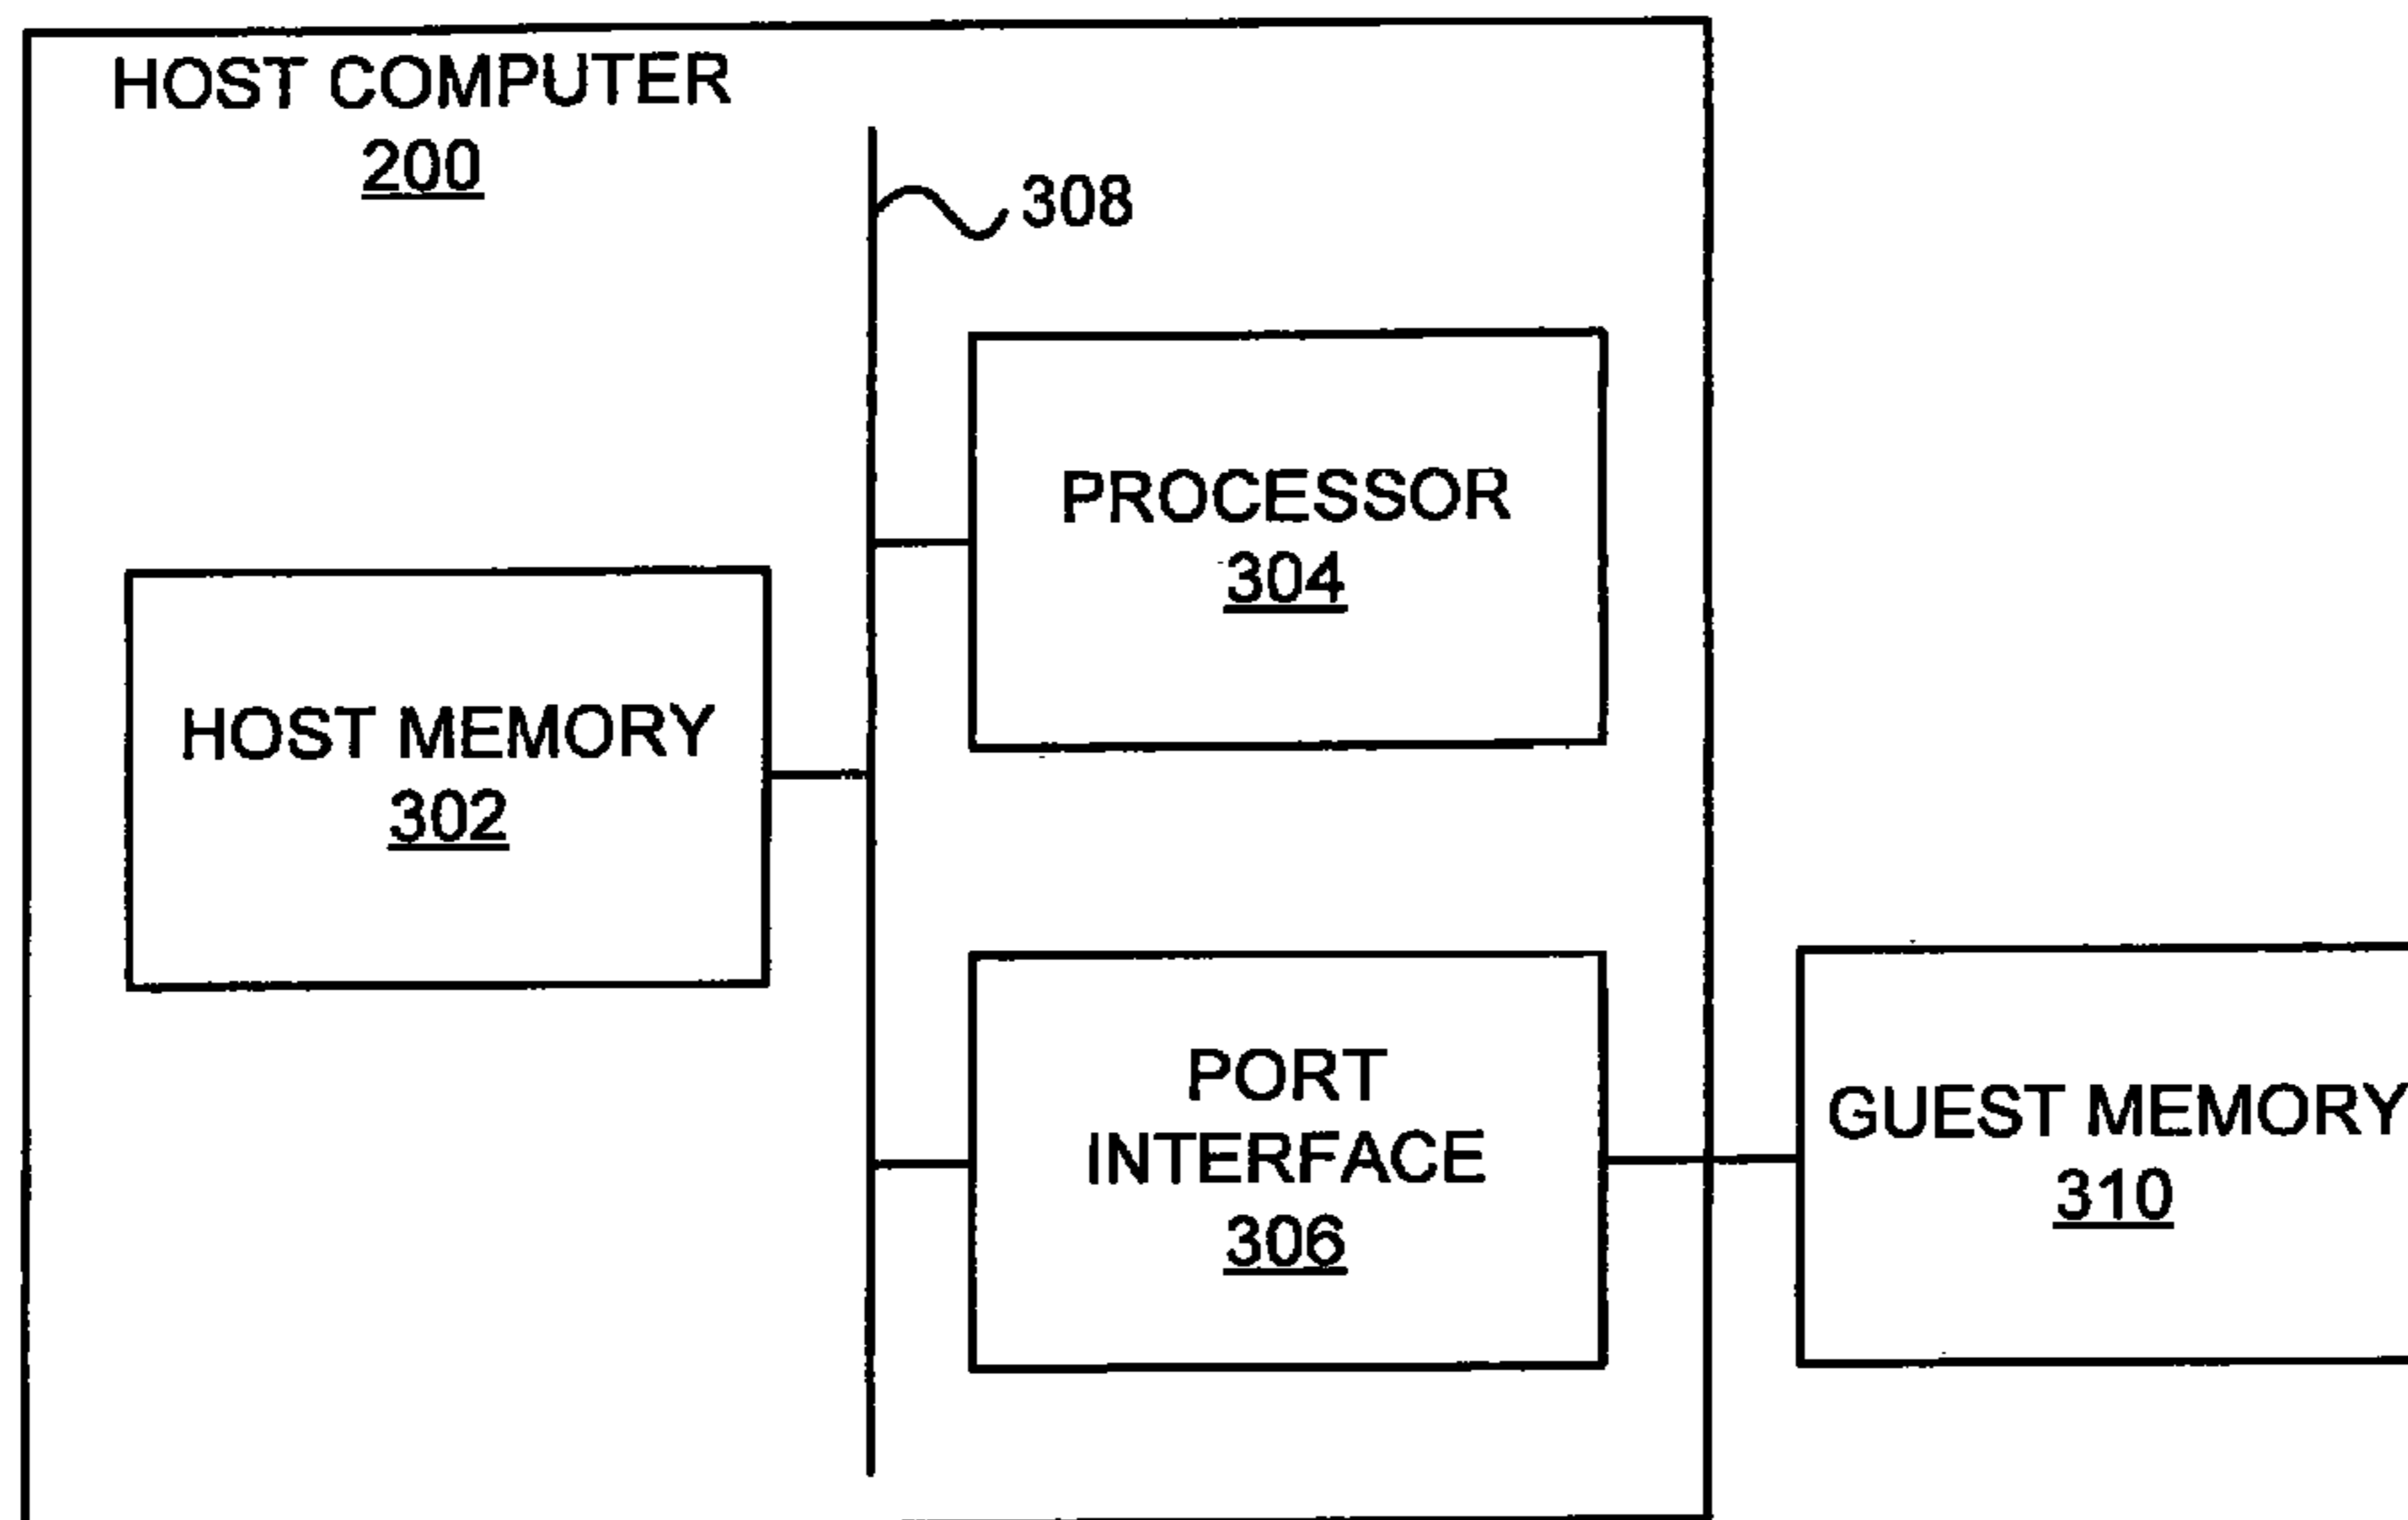 HOST COMPUTER
200
308
PROCESSOR
304
HOST MEMORY
302
PORT
INTERFACE
306
GUEST MEMORY
310